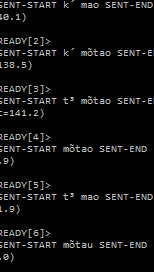 SENT-START k´ mao SENT-END
40.1)
READY[2]>
SENT-START k´ mõtao SENT-EN
138.5)
READY[3]>
SENT-START t³ mõtao SENT-EN
t=141.2)
READY[4]>
SENT-START mõtao SENT-END
.9)
READY[5]>
SENT-START t³ mao SENT-END
1.9)
READY[6]>
SENT-START mõtau SENT-END
.0)